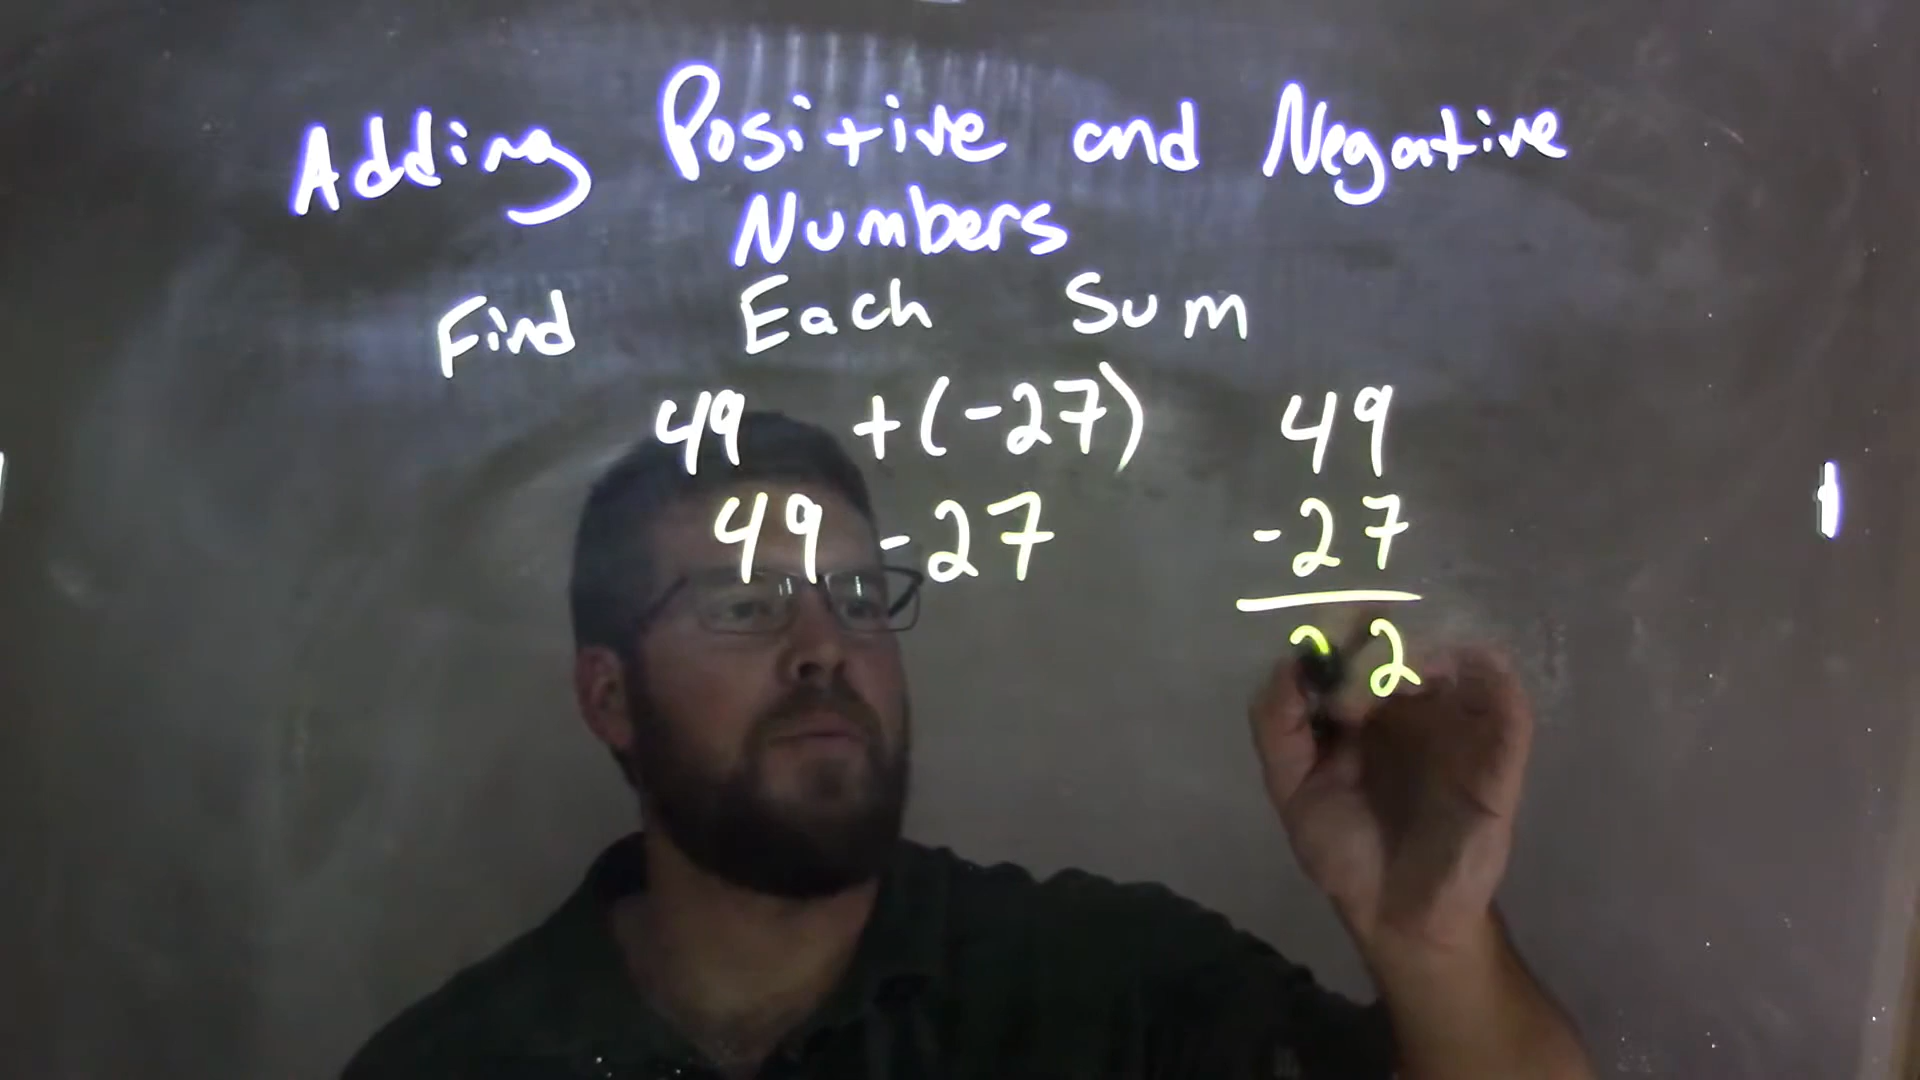 Adding Positive and Negative
Numbers
Find Each Sum
49 +(-27)
49 -27
49
-27
22